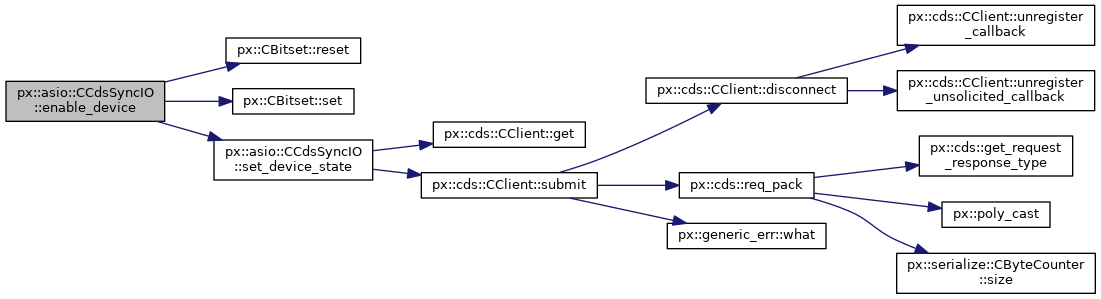 px::asio::CCdsSyncIO
::enable_device
px::CBitset::reset
px::CBitset::set
px::asio::CCdsSyncIO
::set_device_state
px::cds::CClient::get
px::cds::CClient::submit
px::cds::CClient::disconnect
px::cds::req_pack
px::generic_err::what
px::cds::CClient::unregister
_callback
px::cds::CClient::unregister
_unsolicited_callback
px::cds::get_request
_response_type
px::poly_cast
px::serialize::CByteCounter
::size